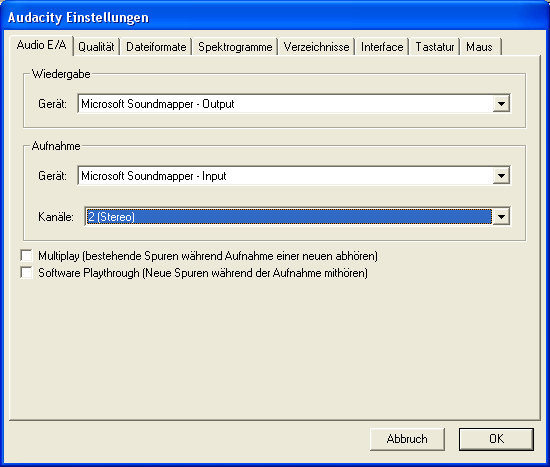 Audacity Einstellungen
Audio E/A Qualität Dateiformate Spektrogramme Verzeichnisse Interface Tastatur Maus
Wiedergabe
Gerät: Microsoft Soundmapper - Output
Aufnahme
Gerät: Microsoft Soundmapper - Input
Kanäle: 2 (Stereo)
Multiplay (bestehende Spuren während Aufnahme einer neuen abhören)
Software Playthrough (Neue Spuren während der Aufnahme mithören)
Abbruch OK